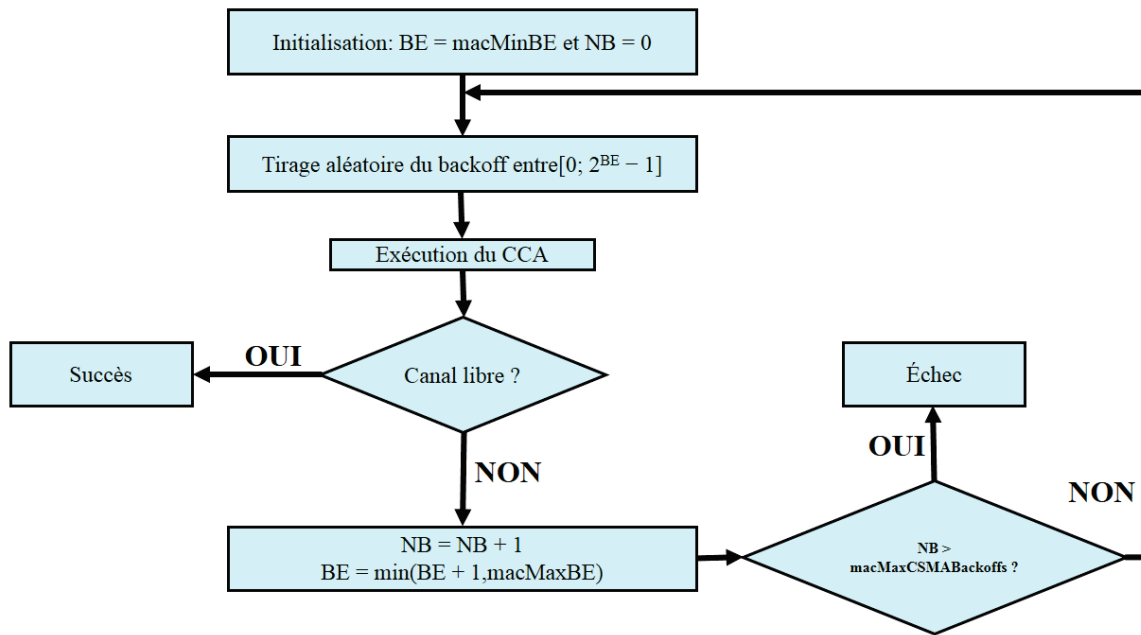 Initialisation: BE = macMinBE et NB = 0
Tirage aléatoire du backoff entre[0; 2^BE − 1]
Exécution du CCA
Canal libre ?
OUI
Succès
NON
NB = NB + 1
BE = min(BE + 1,macMaxBE)
NB >
macMaxCSMABackoffs ?
OUI
Échec
NON